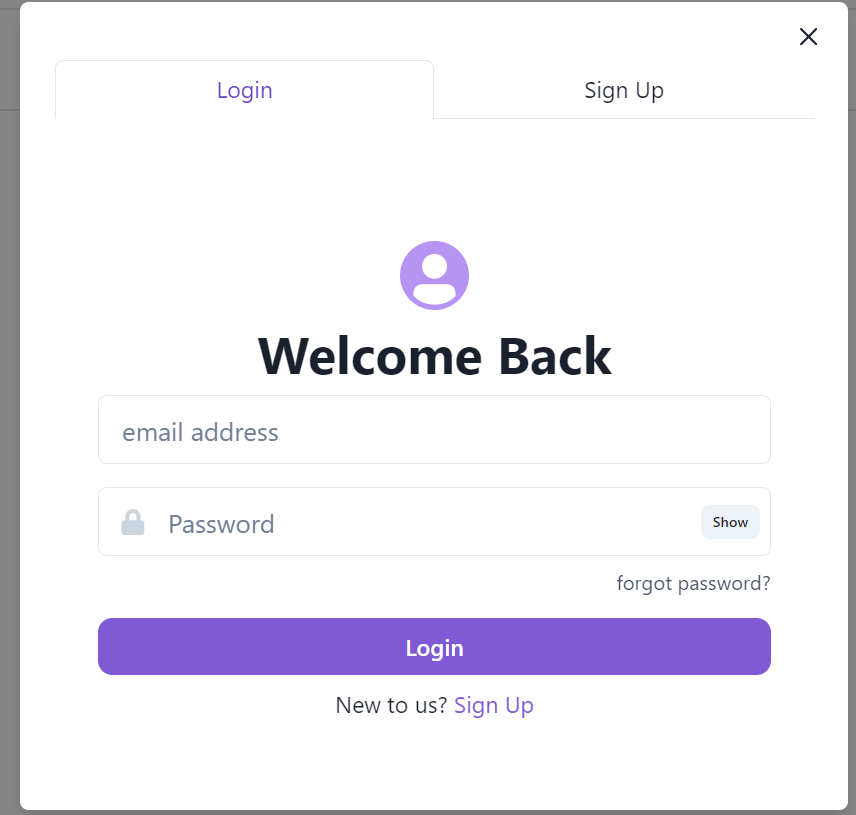 Login
Sign Up
Welcome Back
email address
Password
Show
forgot password?
Login
New to us? Sign Up